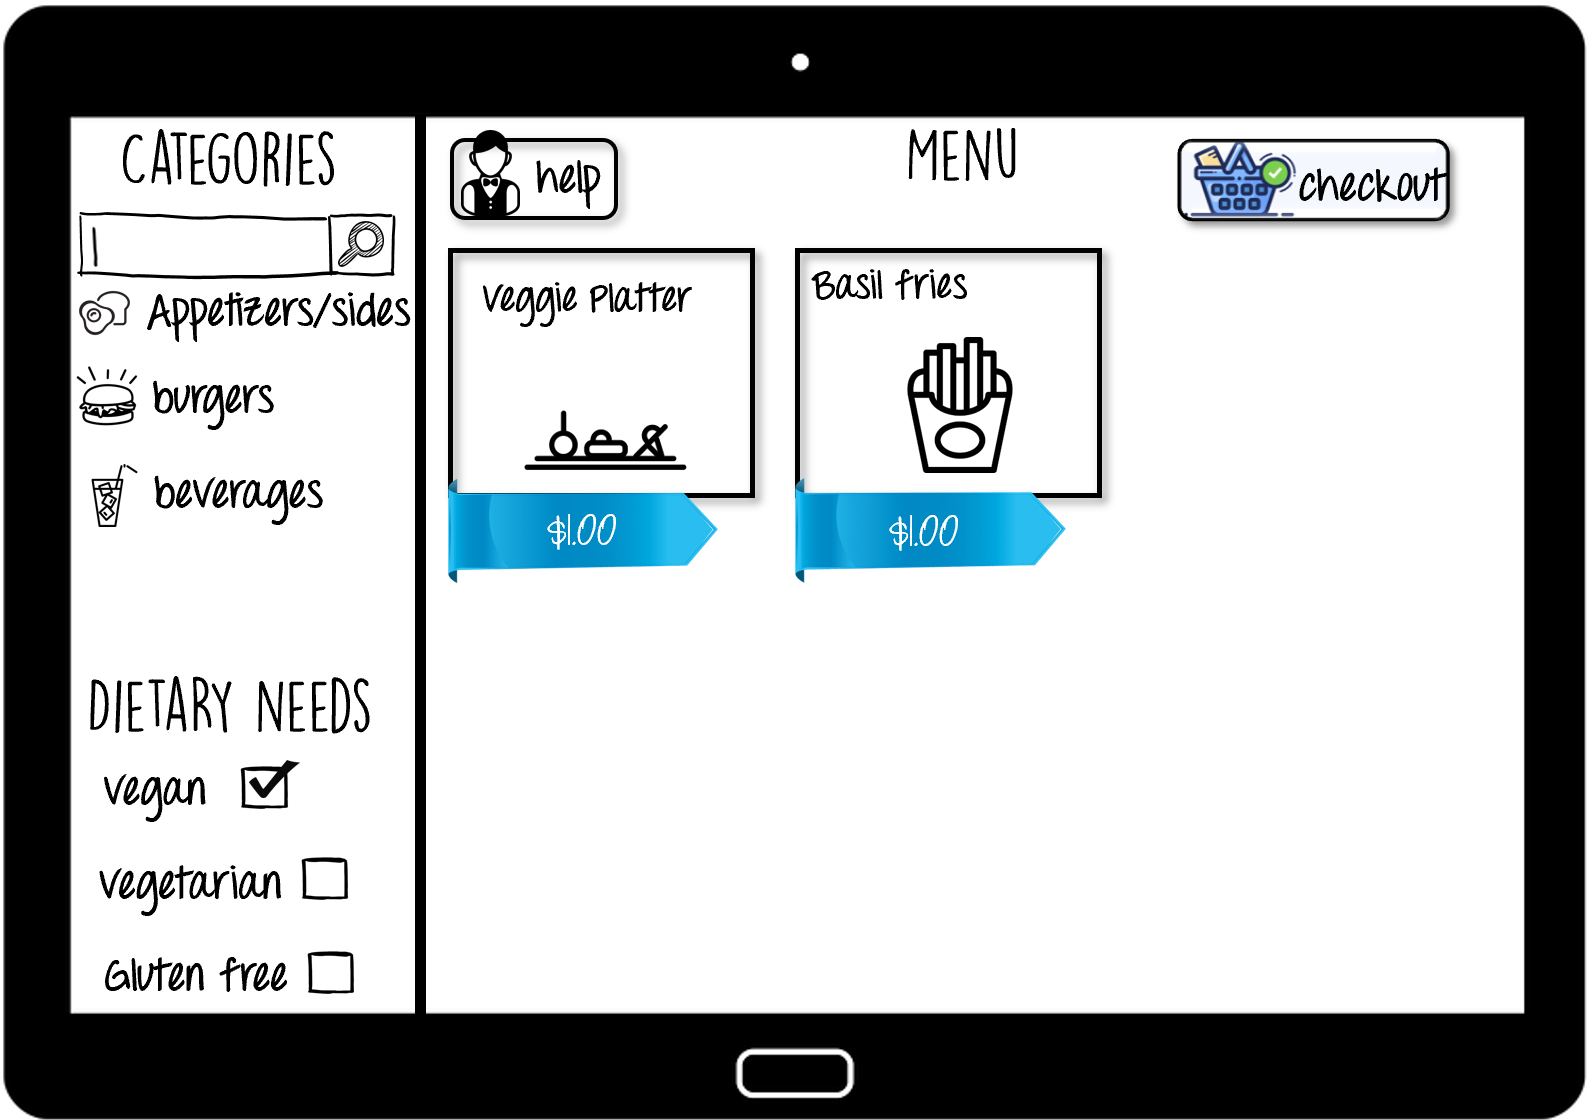 CATEGORIES
Appetizers/sides
burgers
beverages
DIETARY NEEDS
vegan
vegetarian
Gluten free
help
MENU
checkout
Veggie Platter
$1.00
Basil fries
$1.00